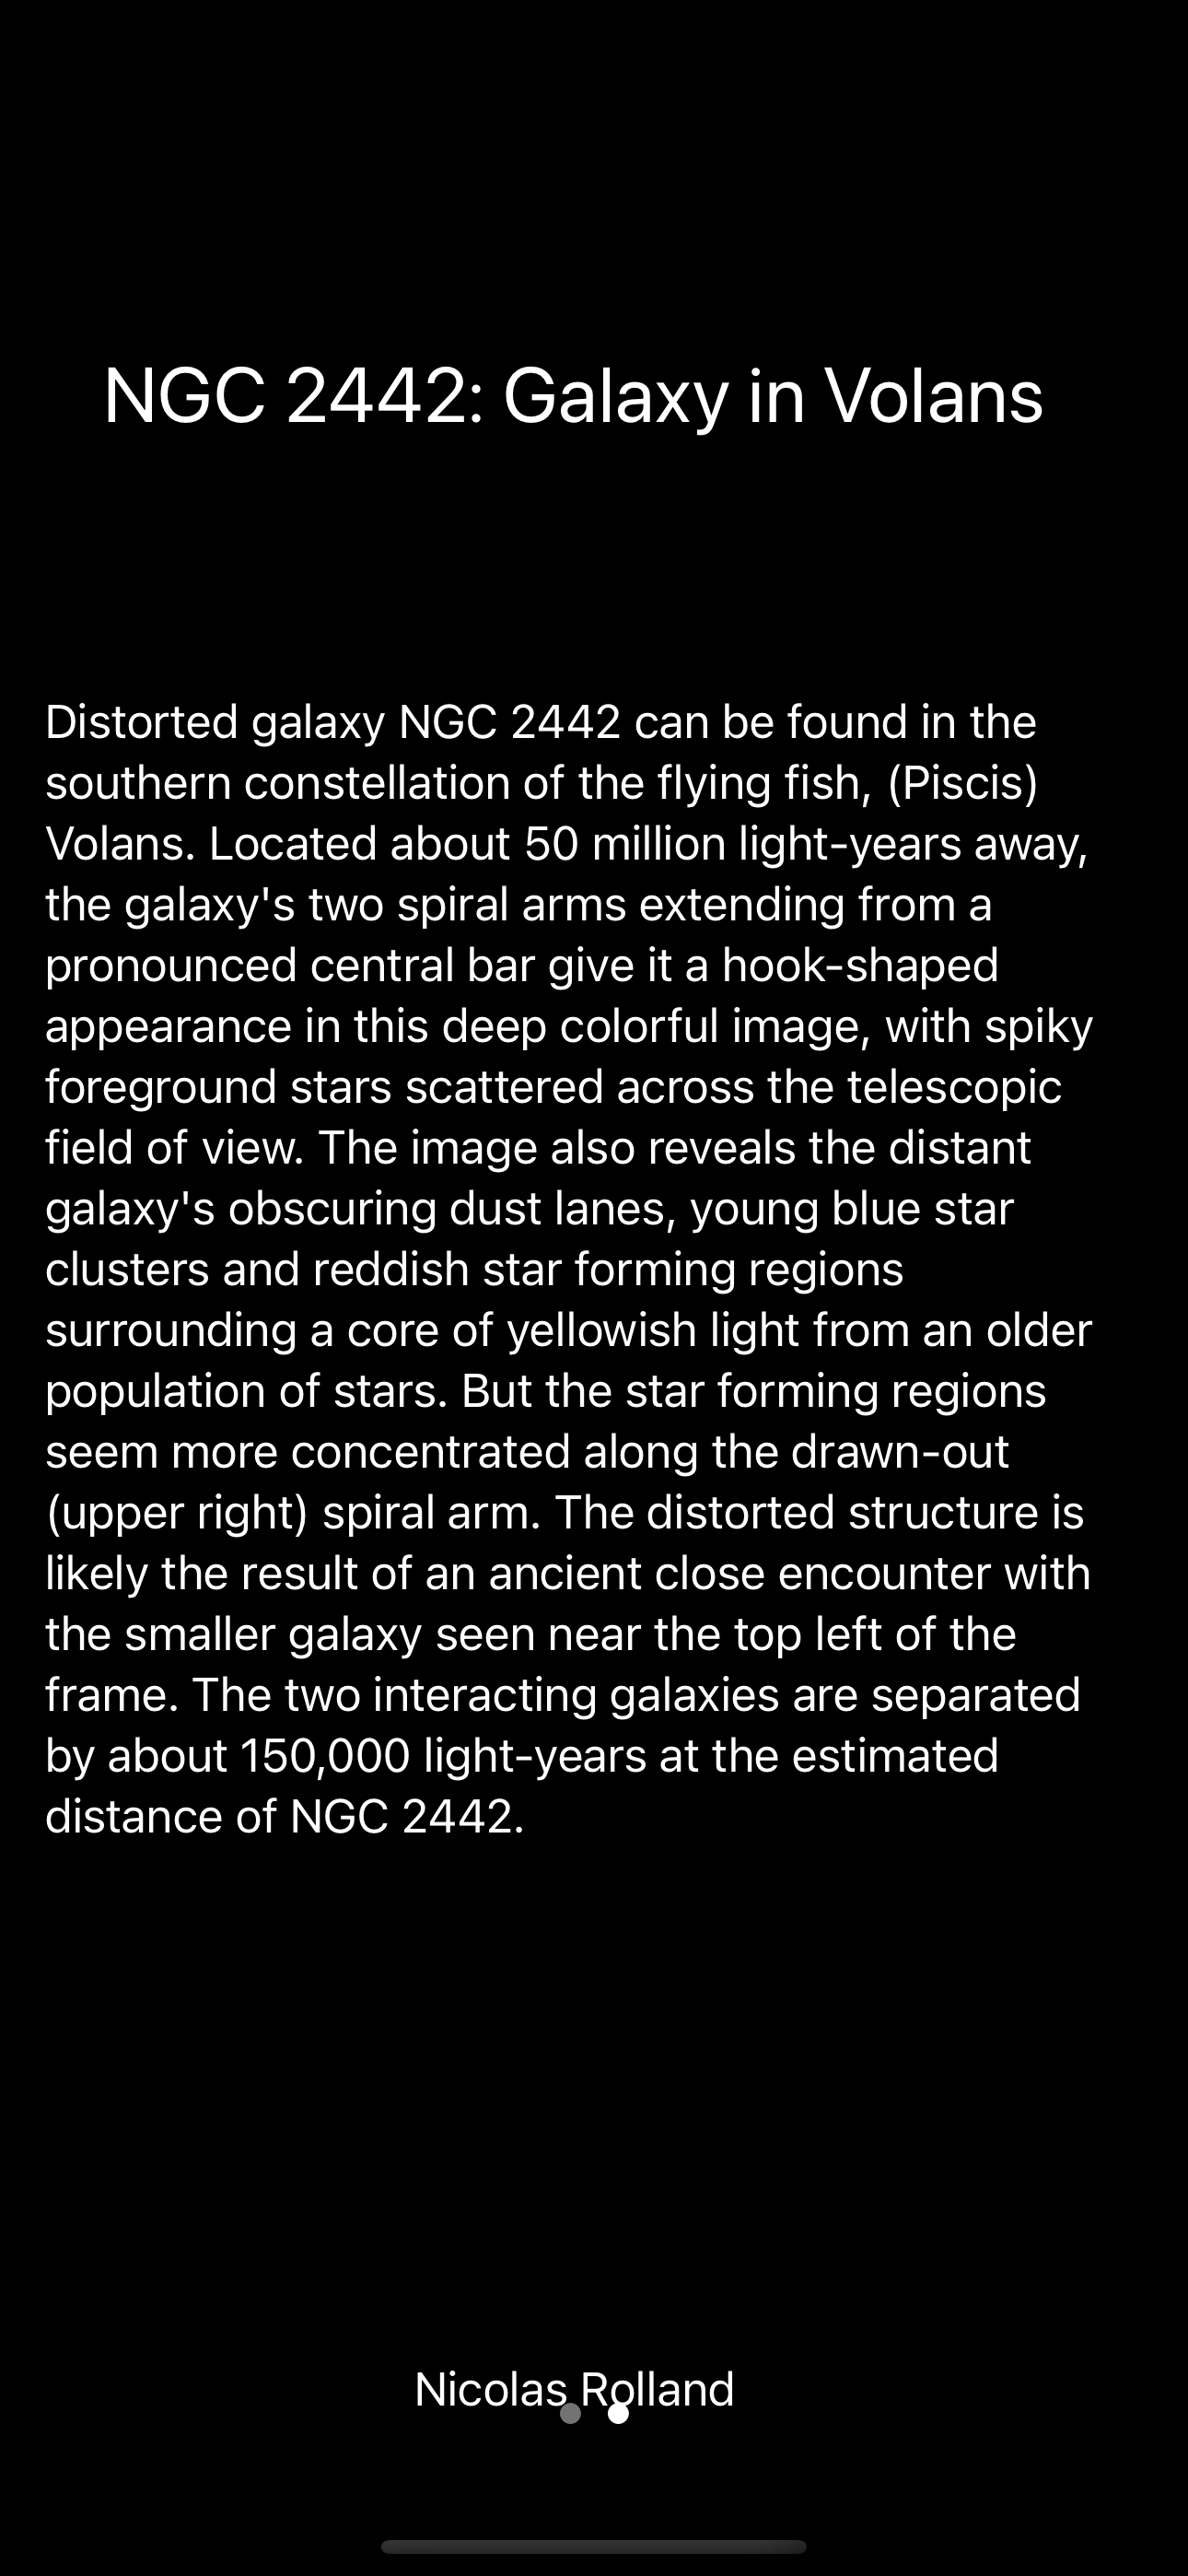 NGC 2442: Galaxy in Volans
Distorted galaxy NGC 2442 can be found in the
southern constellation of the flying fish, (Piscis)
Volans. Located about 50 million light-years away,
the galaxy's two spiral arms extending from a
pronounced central bar give it a hook-shaped
appearance in this deep colorful image, with spiky
foreground stars scattered across the telescopic
field of view. The image also reveals the distant
galaxy's obscuring dust lanes, young blue star
clusters and reddish star forming regions
surrounding a core of yellowish light from an older
population of stars. But the star forming regions
seem more concentrated along the drawn-out
(upper right) spiral arm. The distorted structure is
likely the result of an ancient close encounter with
the smaller galaxy seen near the top left of the
frame. The two interacting galaxies are separated
by about 150,000 light-years at the estimated
distance of NGC 2442.
Nicolas Rolland